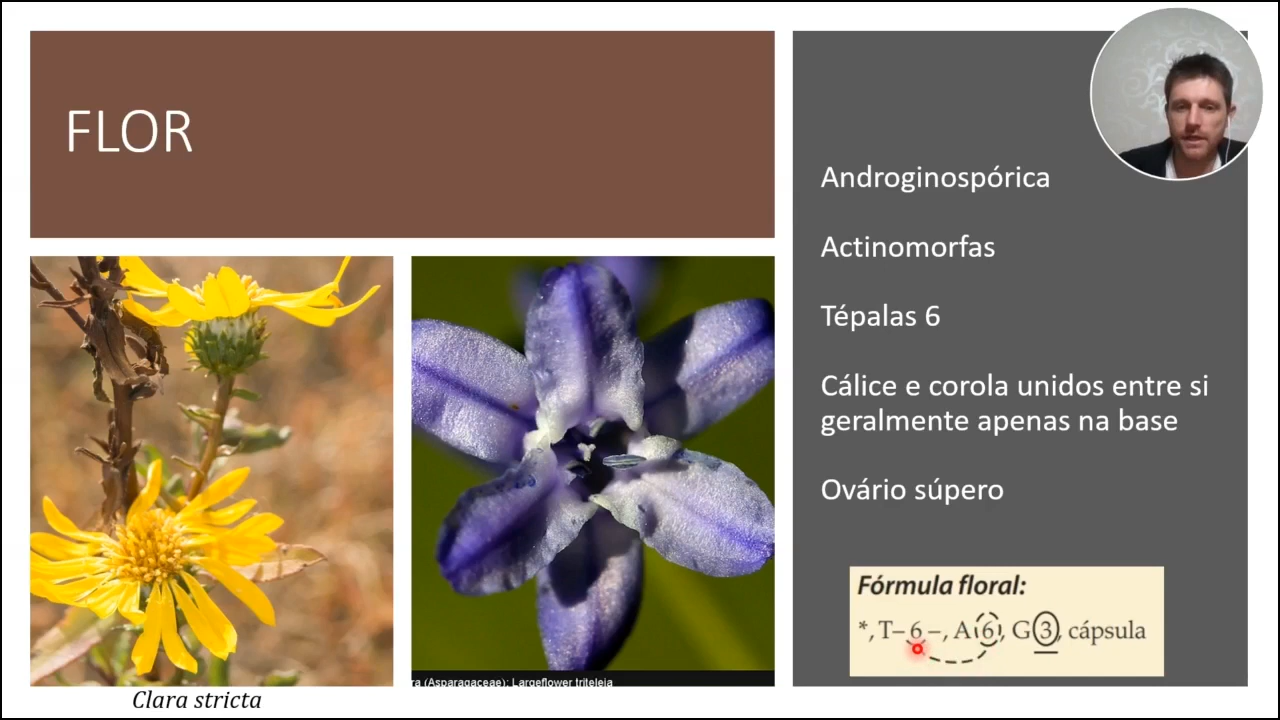 FLOR
Androginospórica
Actinomorfas
Tépalas 6
Cálice e corola unidos entre si
geralmente apenas na base
Ovário súpero
Fórmula floral:
*, T–6–, A(6), G(3), cápsula
ra (Asparagaceae): Largeflower triteleia
Clara stricta